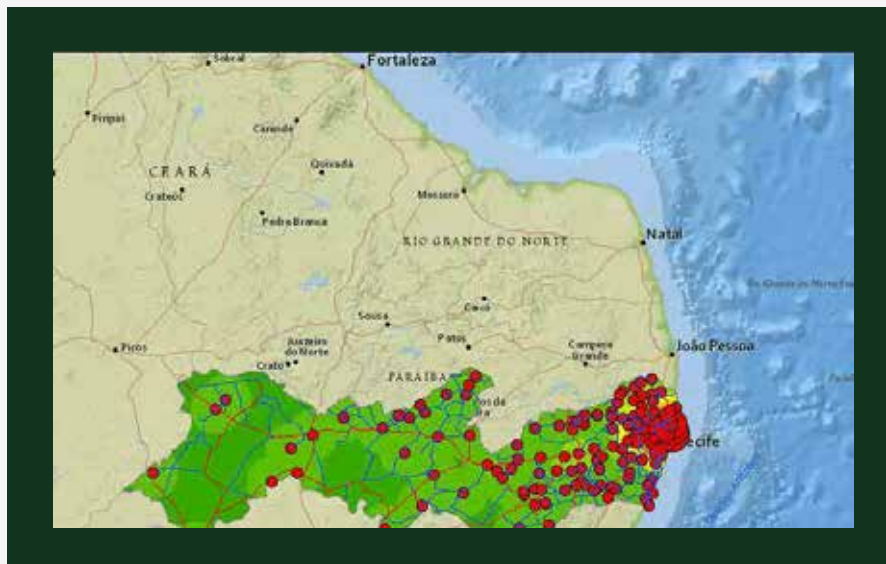 Sobral
Fortaleza
Piripiri
Canindé
Quixadá
CEARÁ
Crateús
Mossoró
Pedra Branca
Natal
RIO GRANDE DO NORTE
Caicó
Sousa
Picos
Juazeiro
do Norte
Patos
Campina
Grande
João Pessoa
Crato
PARAÍBA
ecife